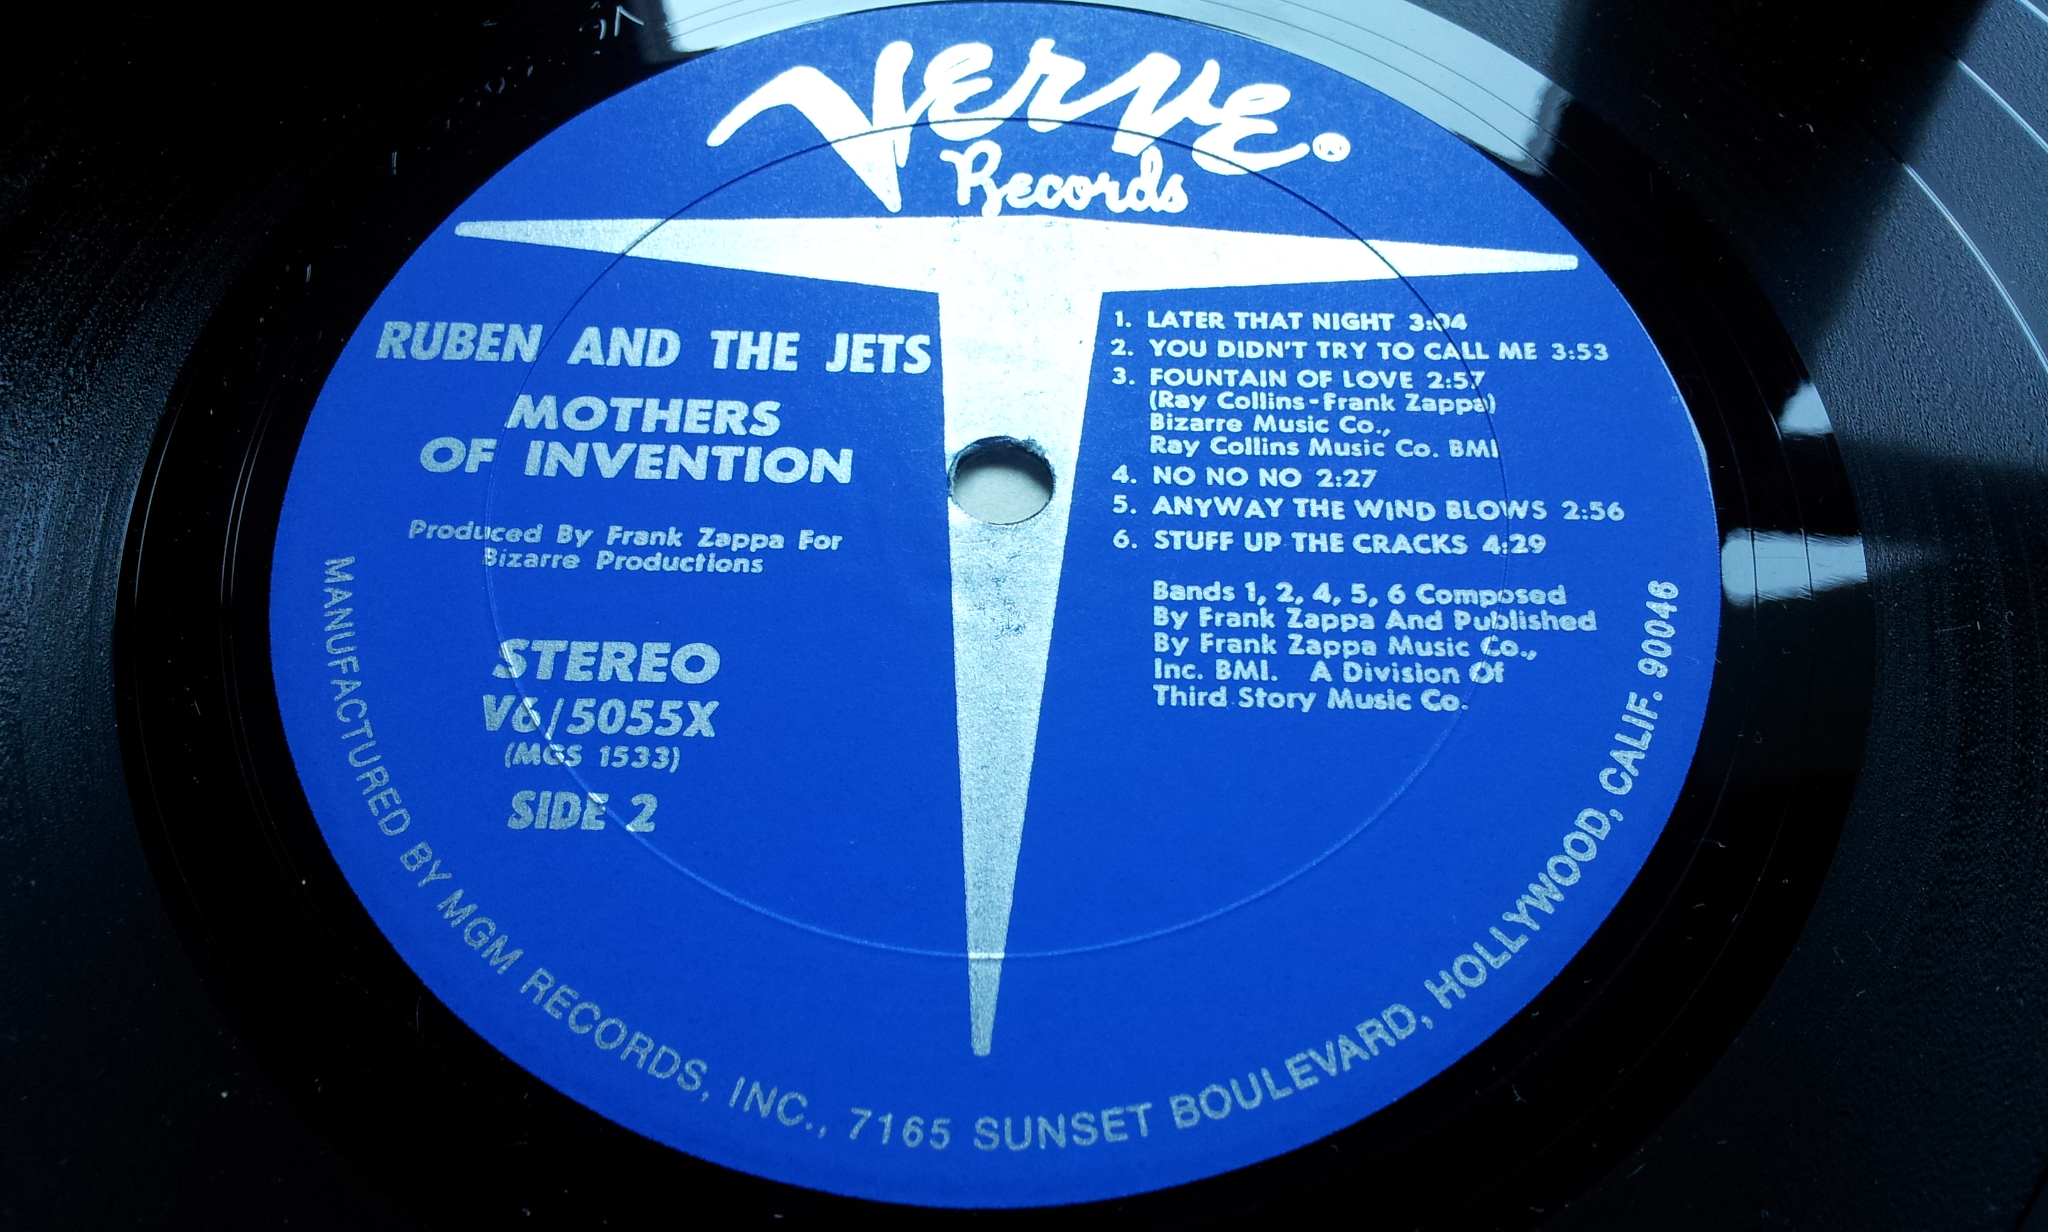 Verve®
Records
RUBEN AND THE JETS
MOTHERS
OF INVENTION
Produced By Frank Zappa For
Bizarre Productions
STEREO
V6/5055X
(MGS 1533)
SIDE 2
1. LATER THAT NIGHT 3:04
2. YOU DIDN'T TRY TO CALL ME 3:53
3. FOUNTAIN OF LOVE 2:57
(Ray Collins-Frank Zappa)
Bizarre Music Co.,
Ray Collins Music Co. BMI
4. NO NO NO 2:27
5. ANYWAY THE WIND BLOWS 2:56
6. STUFF UP THE CRACKS 4:29
Bands 1, 2, 4, 5, 6 Composed
By Frank Zappa And Published
By Frank Zappa Music Co.,
Inc. BMI. A Division Of
Third Story Music Co.
MANUFACTURED BY MGM RECORDS, INC., 7165 SUNSET BOULEVARD, HOLLYWOOD, CALIF. 90046